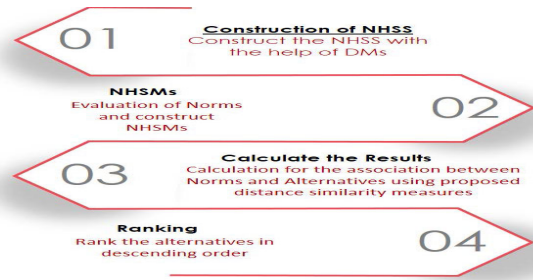 01
Construction of NHSS
Construct the NHSS with
the help of DMs
NHSMs
Evaluation of Norms
and construct
NHSMs
02
03
Calculate the Results
Calculation for the association between
Norms and Alternatives using proposed
distance similarity measures
Ranking
Rank the alternatives in
descending order
04